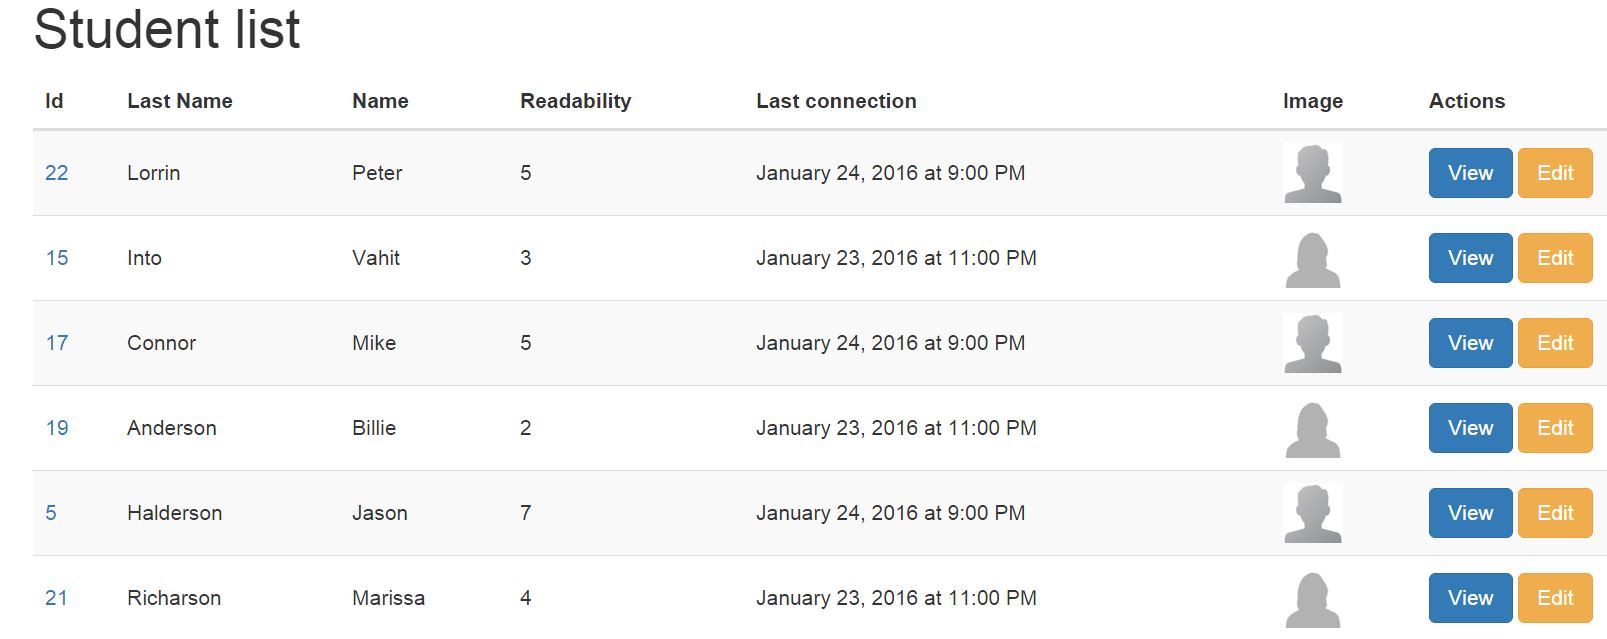 Student list
Id Last Name Name Readability Last connection Image Actions
22 Lorrin Peter 5 January 24, 2016 at 9:00 PM View Edit
15 Into Vahit 3 January 23, 2016 at 11:00 PM View Edit
17 Connor Mike 5 January 24, 2016 at 9:00 PM View Edit
19 Anderson Billie 2 January 23, 2016 at 11:00 PM View Edit
5 Halderson Jason 7 January 24, 2016 at 9:00 PM View Edit
21 Richarson Marissa 4 January 23, 2016 at 11:00 PM View Edit